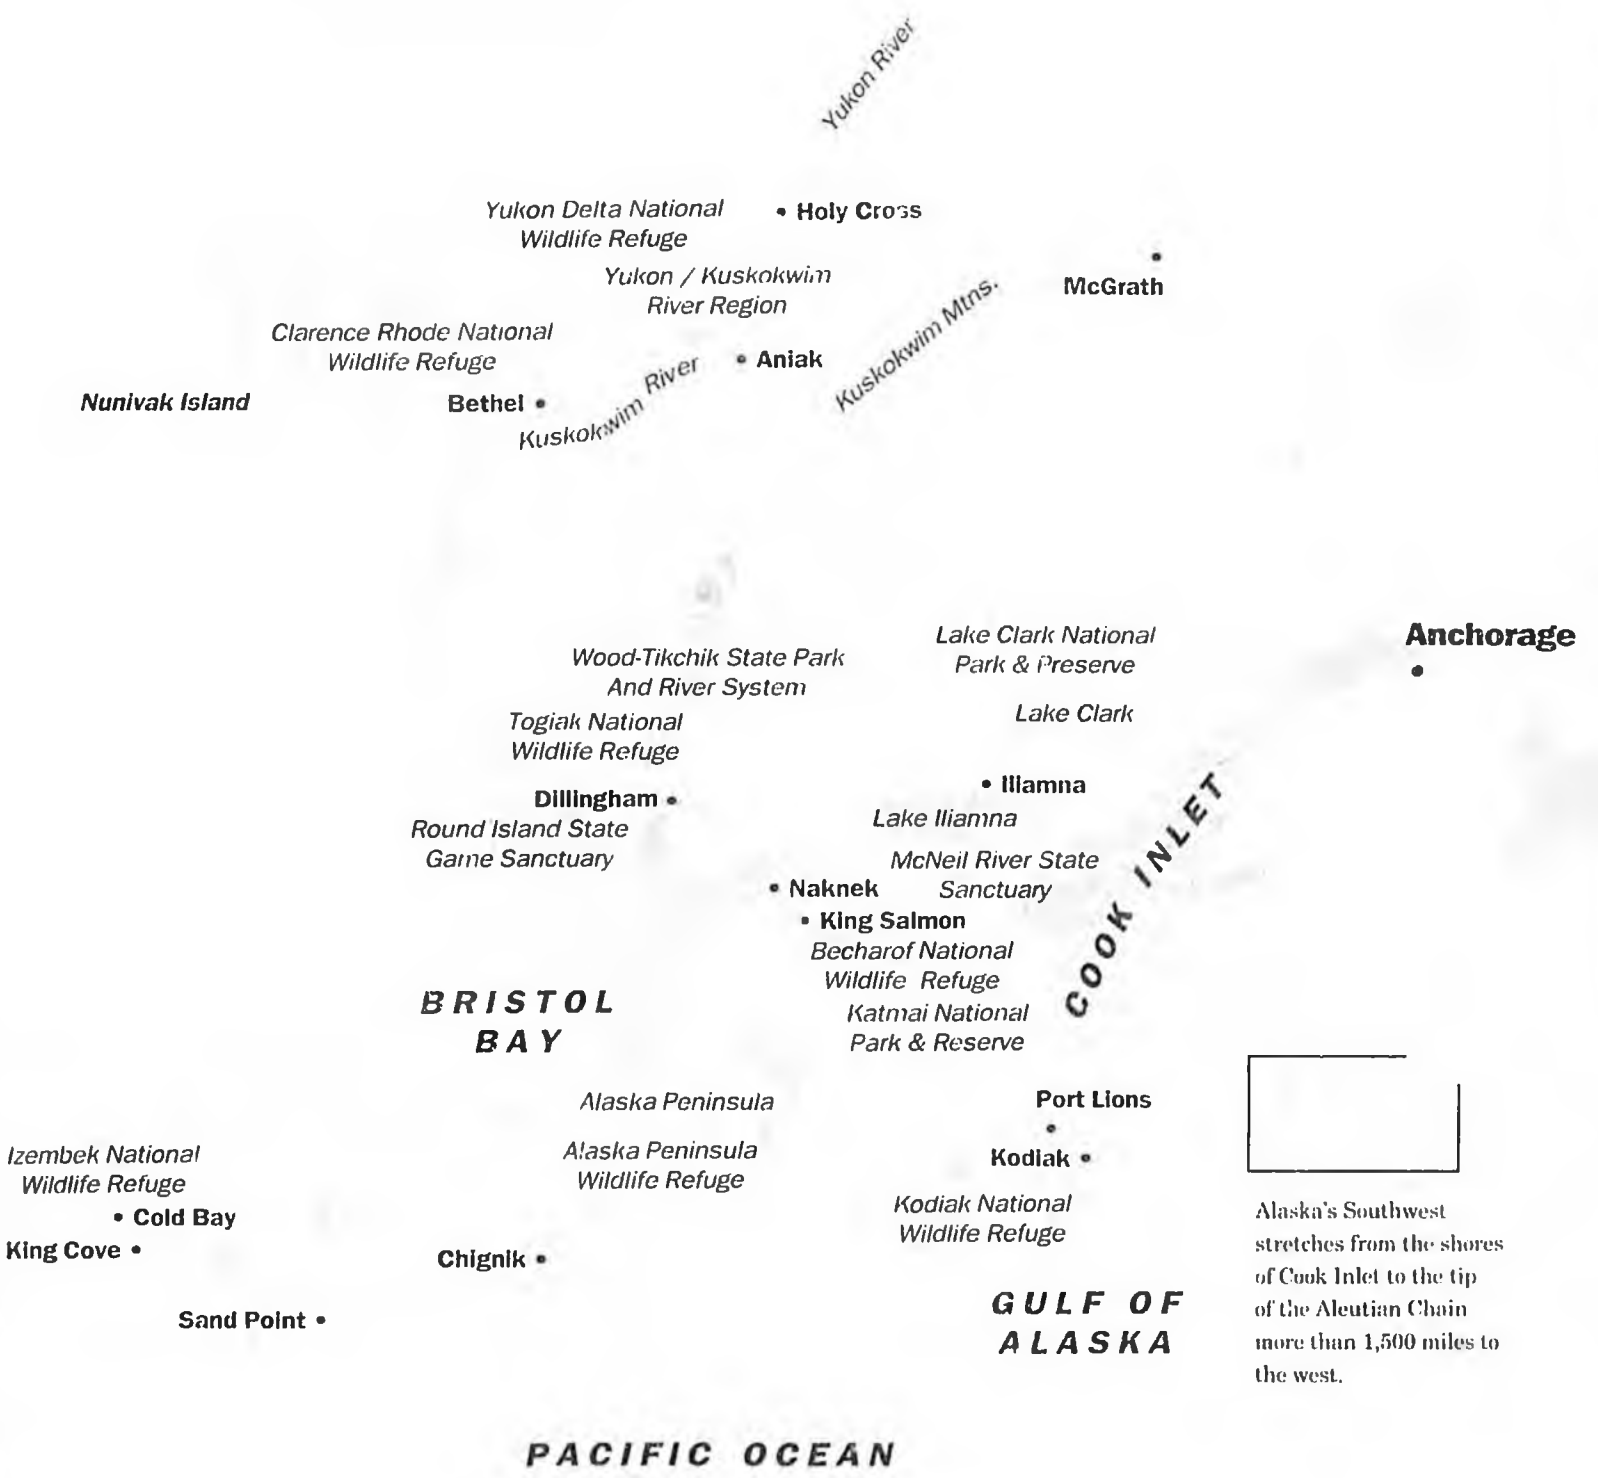 Yukon River
Yukon Delta National
Wildlife Refuge
Holy Cross
Yukon / Kuskokwim
River Region
McGrath
Kuskokwim Mtns.
Clarence Rhode National
Wildlife Refuge
Aniak
Nunivak Island
Bethel
Kuskokwim River
Anchorage
Lake Clark National
Park & Preserve
Wood-Tikchik State Park
And River System
Lake Clark
Togiak National
Wildlife Refuge
Iliamna
Dillingham
Lake Iliamna
Round Island State
Game Sanctuary
COOK INLET
McNeil River State
Sanctuary
Naknek
King Salmon
Becharof National
Wildlife Refuge
BRISTOL
BAY
Katmai National
Park & Reserve
Alaska Peninsula
Port Lions
Alaska Peninsula
Wildlife Refuge
Kodiak
Izembek National
Wildlife Refuge
Kodiak National
Wildlife Refuge
Cold Bay
King Cove
Chignik
Sand Point
GULF OF
ALASKA
Alaska's Southwest
stretches from the shores
of Cook Inlet to the tip
of the Aleutian Chain
more than 1,500 miles to
the west.
PACIFIC OCEAN